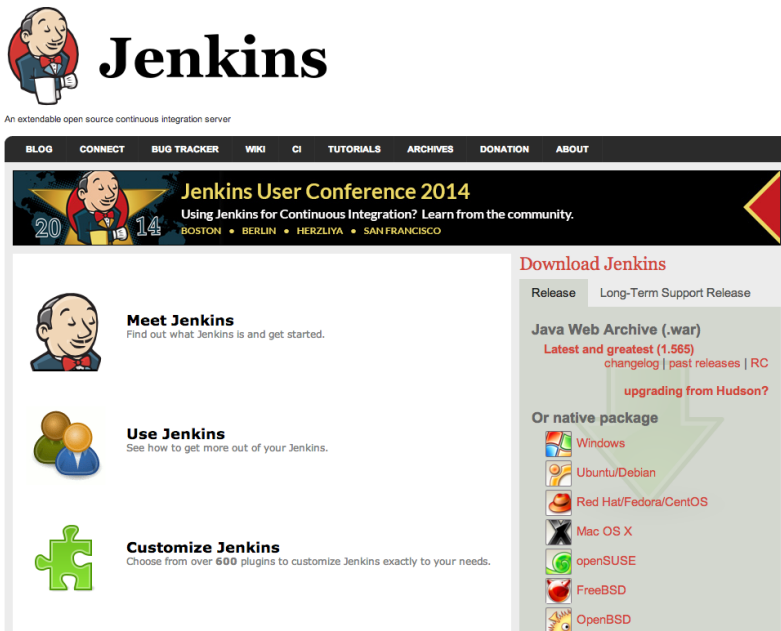 Jenkins
An extendable open source continuous integration server
BLOG CONNECT BUG TRACKER WIKI CI TUTORIALS ARCHIVES DONATION ABOUT
2014
Jenkins User Conference 2014
Using Jenkins for Continuous Integration? Learn from the community.
BOSTON • BERLIN • HERZLIYA • SAN FRANCISCO
Meet Jenkins
Find out what Jenkins is and get started.
Use Jenkins
See how to get more out of your Jenkins.
Customize Jenkins
Choose from over 600 plugins to customize Jenkins exactly to your needs.
Download Jenkins
Release Long-Term Support Release
Java Web Archive (.war)
Latest and greatest (1.565)
changelog | past releases | RC
upgrading from Hudson?
Or native package
Windows
Ubuntu/Debian
Red Hat/Fedora/CentOS
Mac OS X
openSUSE
FreeBSD
OpenBSD